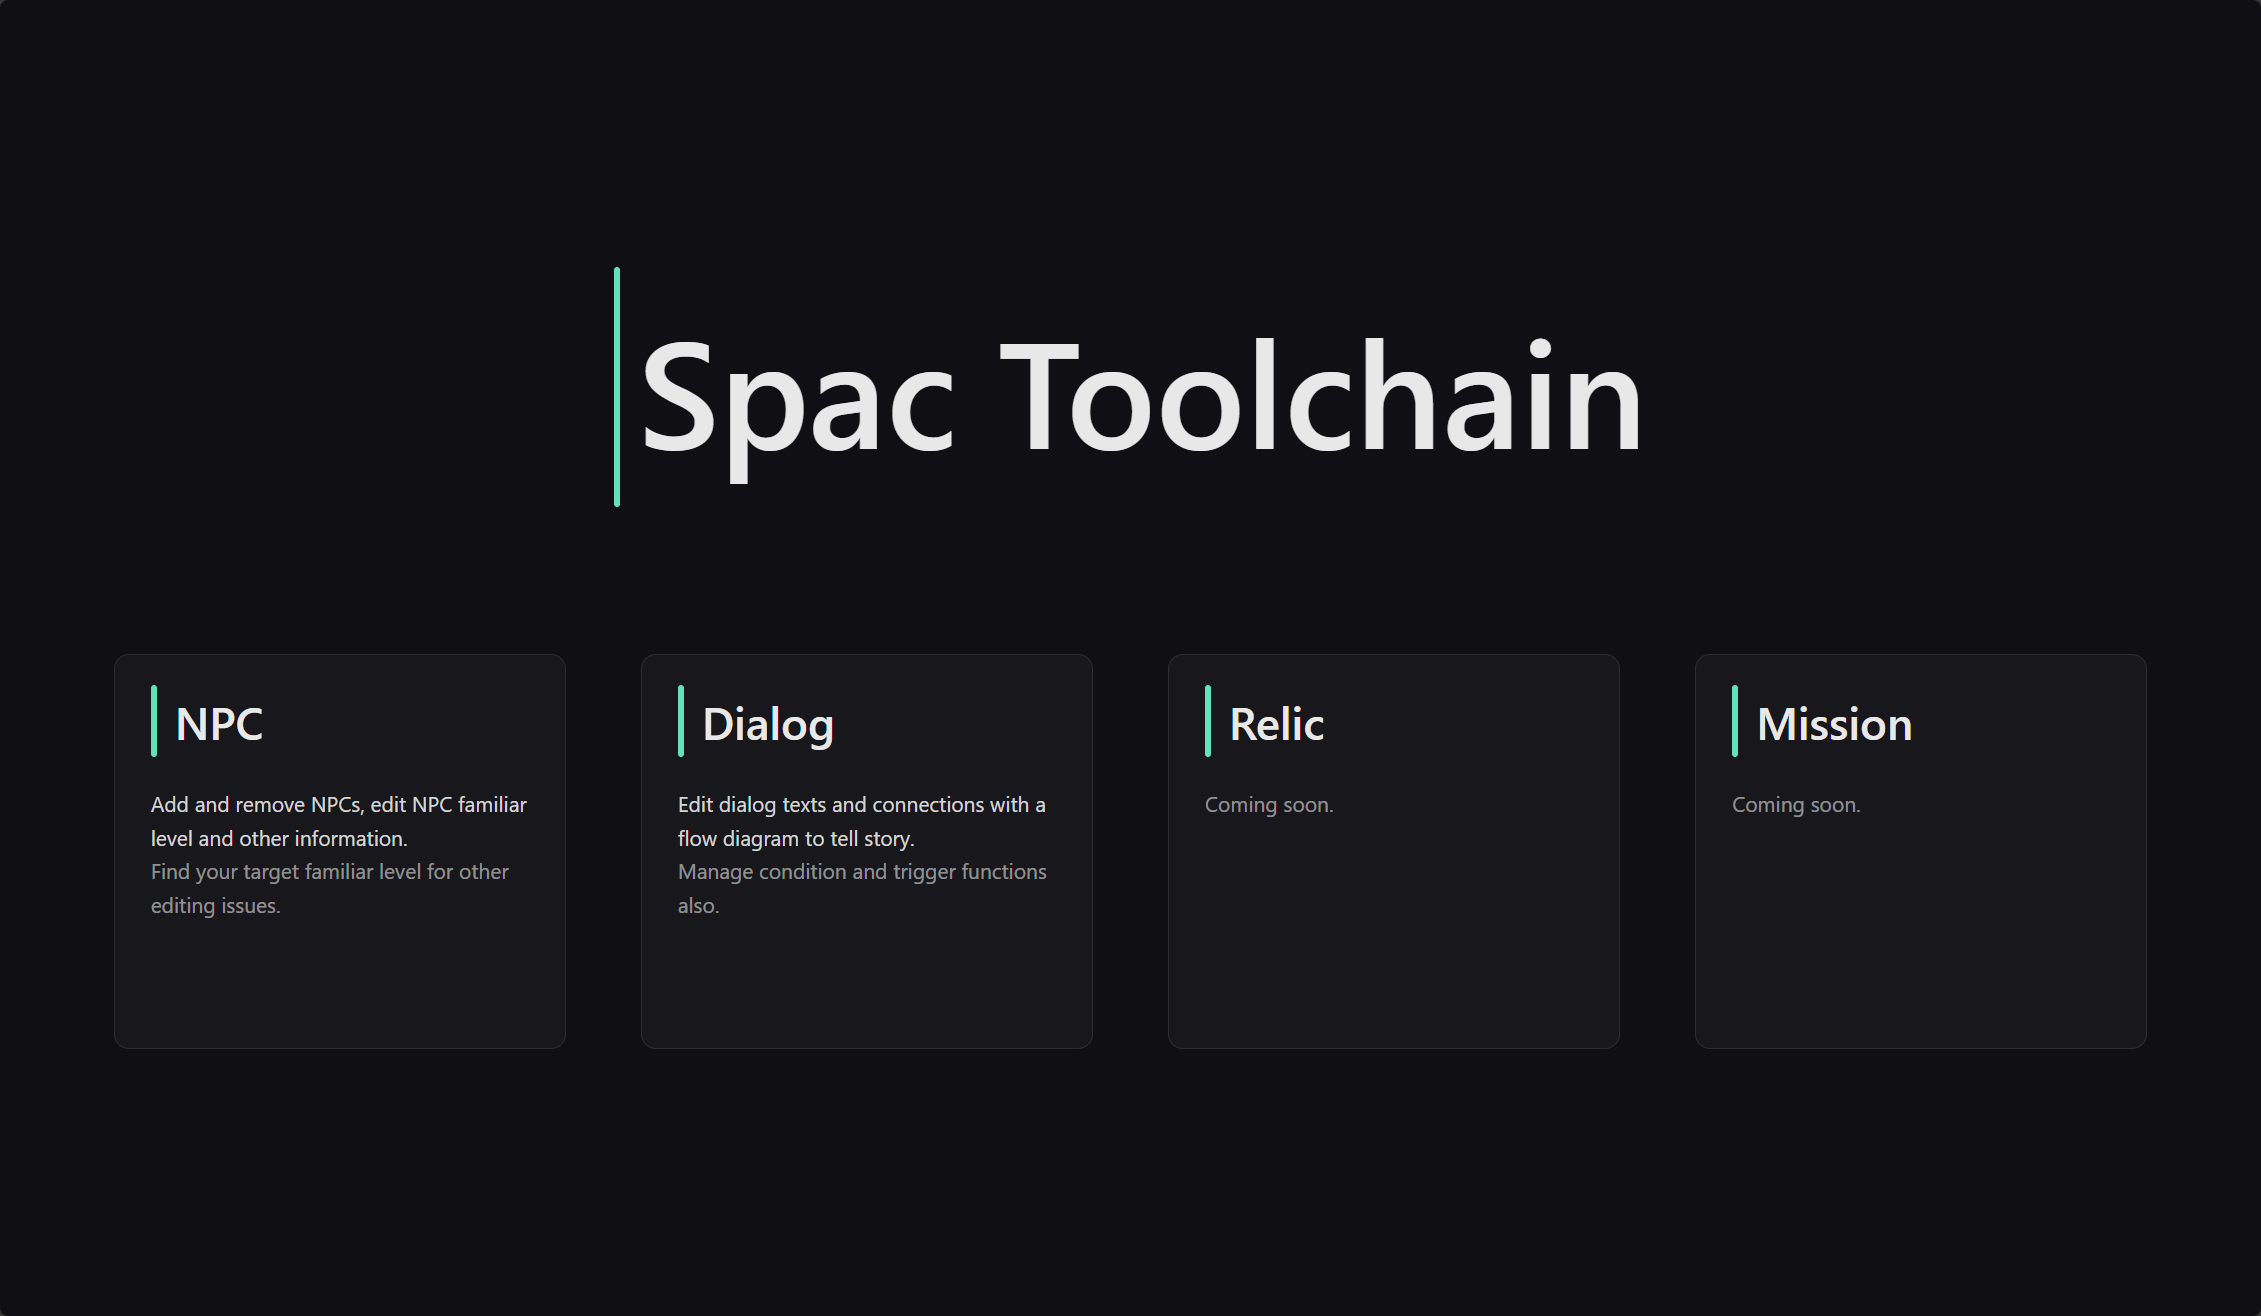 Spac Toolchain
NPC
Add and remove NPCs, edit NPC familiar
level and other information.
Find your target familiar level for other
editing issues.
Dialog
Edit dialog texts and connections with a
flow diagram to tell story.
Manage condition and trigger functions
also.
Relic
Coming soon.
Mission
Coming soon.